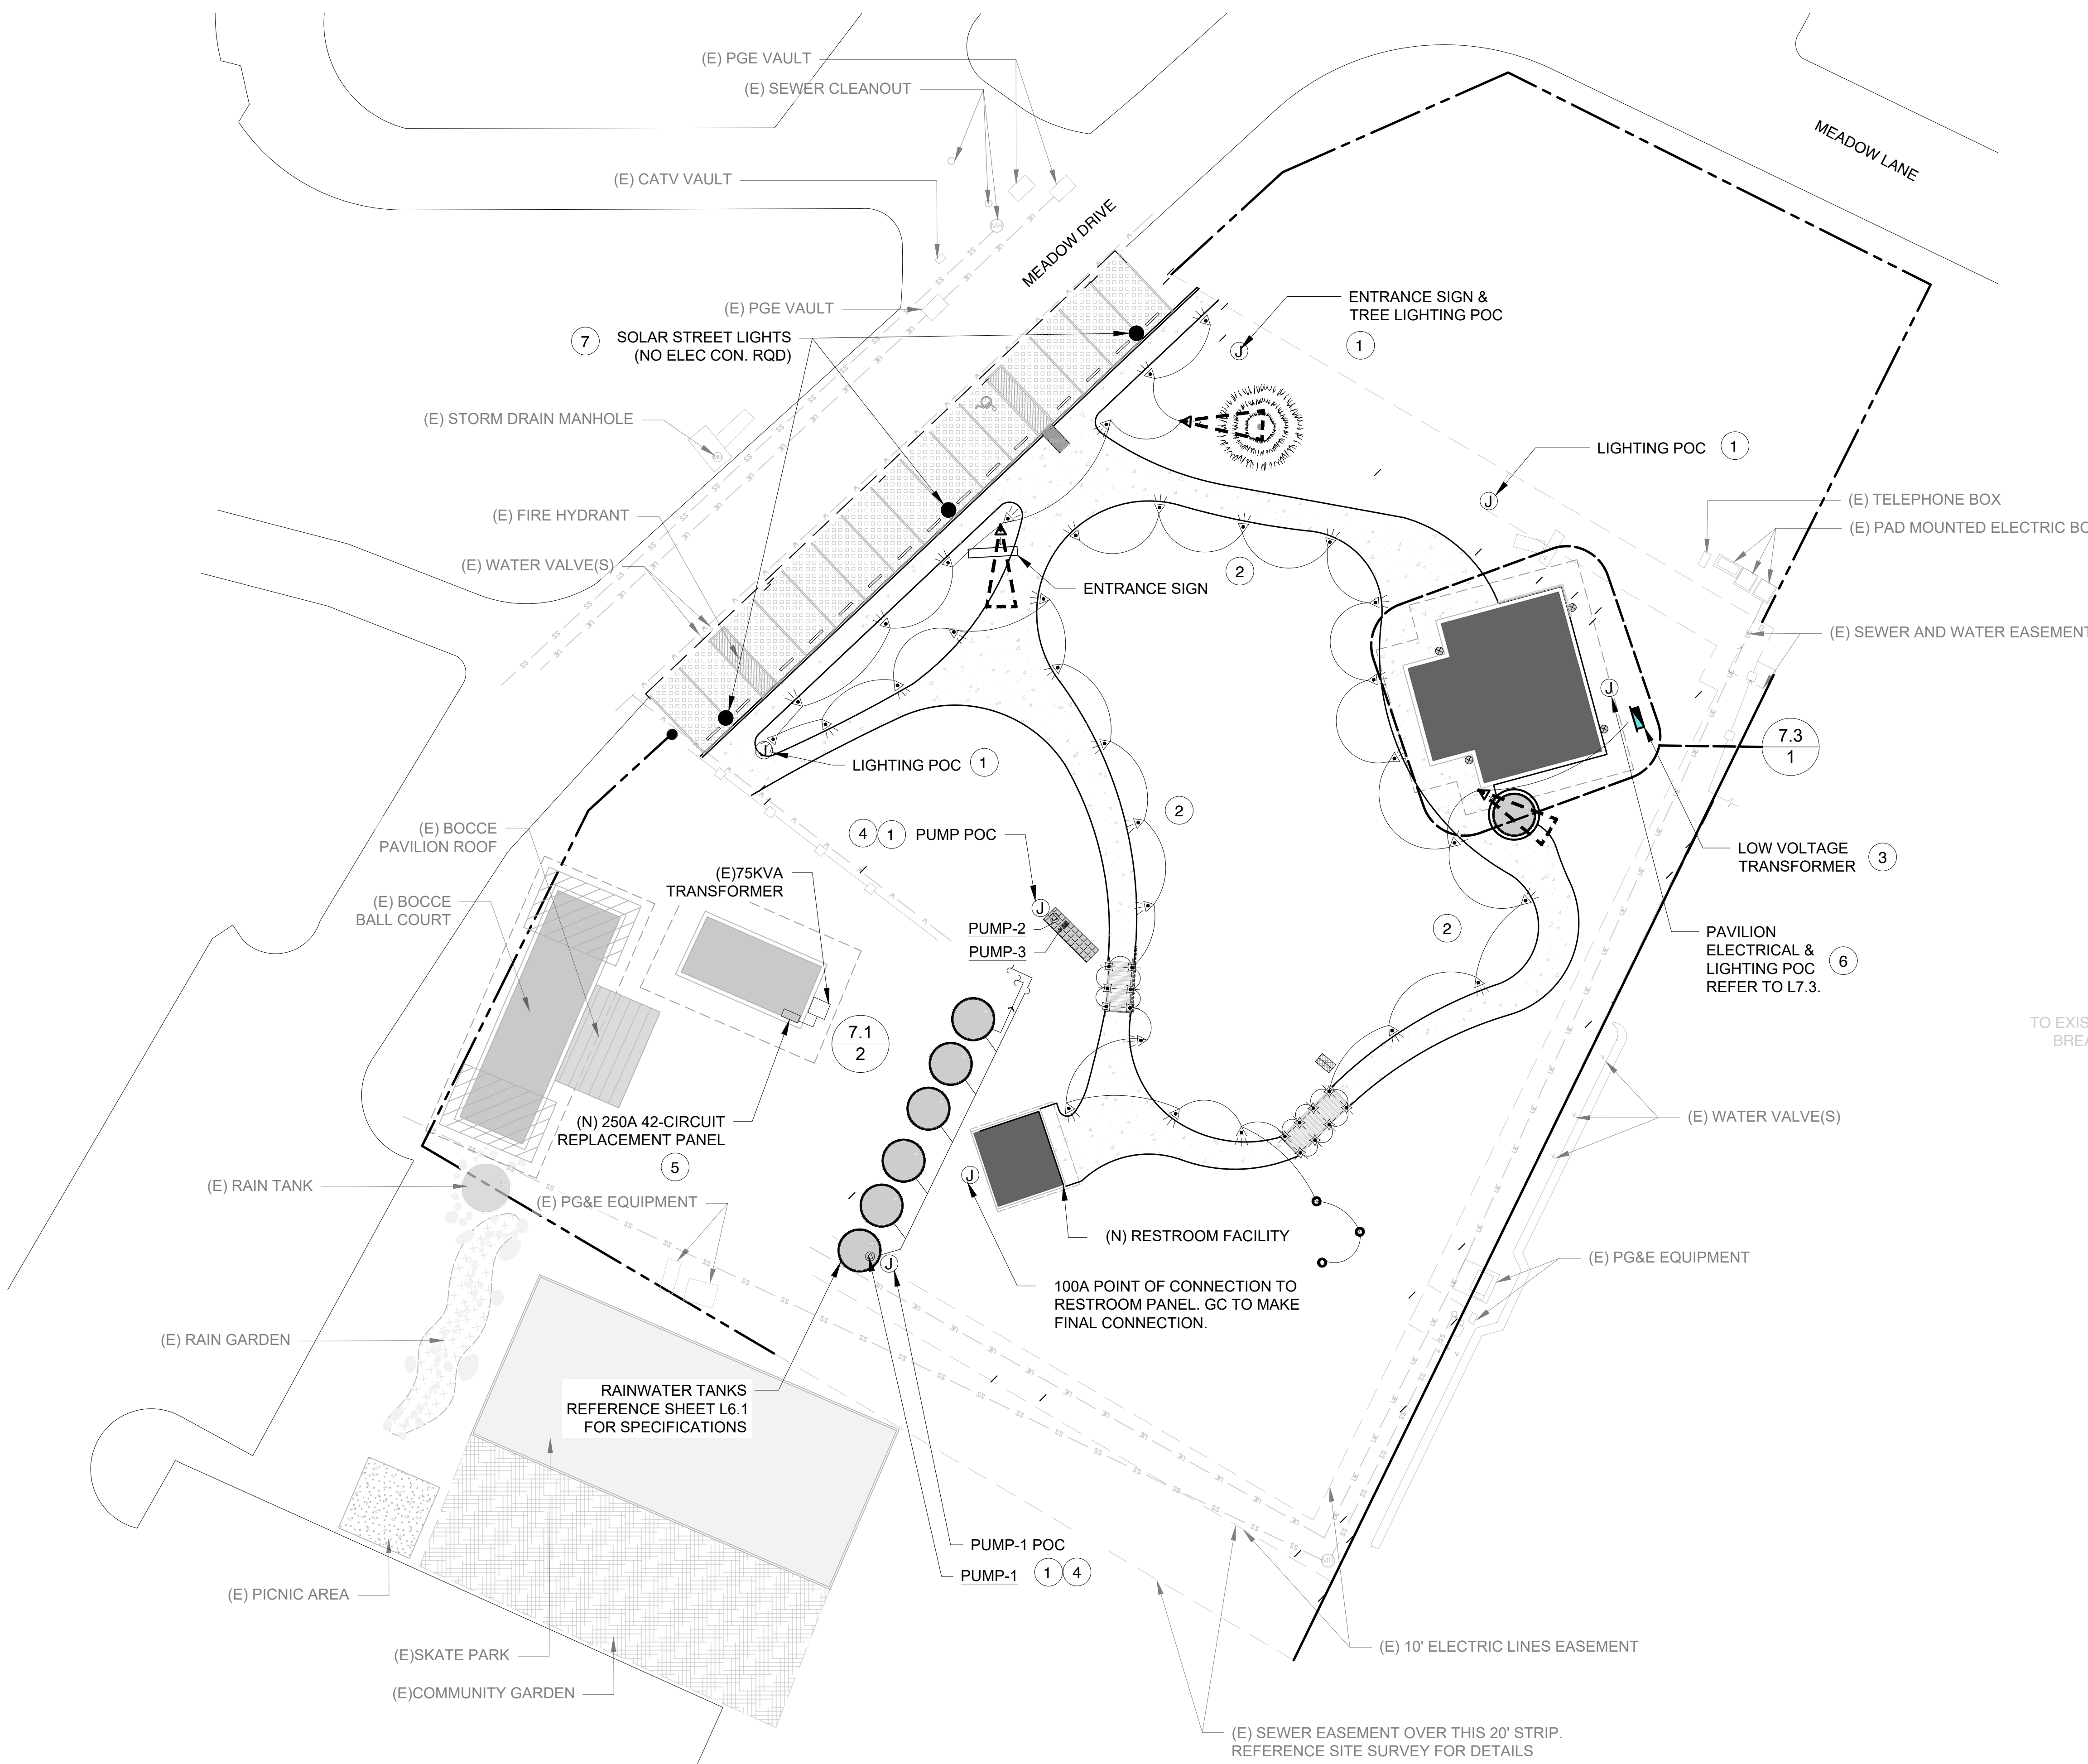 (E) PGE VAULT
(E) SEWER CLEANOUT
MEADOW LANE
(E) CATV VAULT
MEADOW DRIVE
(E) PGE VAULT
7
SOLAR STREET LIGHTS
(NO ELEC CON. RQD)
ENTRANCE SIGN &
TREE LIGHTING POC
1
J
(E) STORM DRAIN MANHOLE
LIGHTING POC 1
J
(E) TELEPHONE BOX
(E) FIRE HYDRANT
(E) PAD MOUNTED ELECTRIC BO
(E) WATER VALVE(S)
2
ENTRANCE SIGN
(E) SEWER AND WATER EASEMENT
J
7.3
1
J
LIGHTING POC 1
2
(E) BOCCE
PAVILION ROOF
4 1 PUMP POC
LOW VOLTAGE
TRANSFORMER
3
(E)75KVA
TRANSFORMER
(E) BOCCE
BALL COURT
J
PUMP-2
PUMP-3
2
PAVILION
ELECTRICAL &
LIGHTING POC
REFER TO L7.3.
6
7.1
2
TO EXIS
BREA
(N) 250A 42-CIRCUIT
REPLACEMENT PANEL
5
(E) WATER VALVE(S)
(E) RAIN TANK
J
(E) PG&E EQUIPMENT
(N) RESTROOM FACILITY
(E) PG&E EQUIPMENT
J
100A POINT OF CONNECTION TO
RESTROOM PANEL. GC TO MAKE
FINAL CONNECTION.
(E) RAIN GARDEN
RAINWATER TANKS
REFERENCE SHEET L6.1
FOR SPECIFICATIONS
PUMP-1 POC
PUMP-1 1 4
(E) PICNIC AREA
(E)SKATE PARK
(E) 10' ELECTRIC LINES EASEMENT
(E)COMMUNITY GARDEN
(E) SEWER EASEMENT OVER THIS 20' STRIP.
REFERENCE SITE SURVEY FOR DETAILS